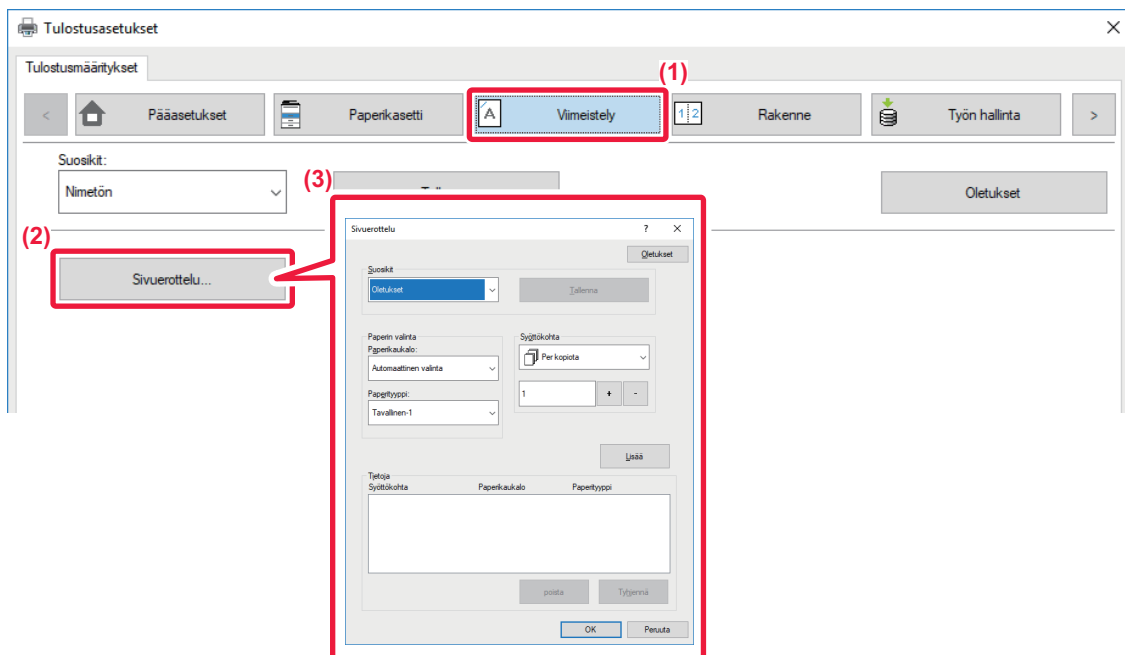 Tulostusasetukset
Tulostusmääritykset
(1)
< Pääasetukset Paperikasetti A Viimeistely 1 2 Rakenne Työn hallinta >
Suosikit:
Nimetön
Oletukset
(3)
(2)
Sivuerottelu...
Sivuerottelu ? ×
Oletukset
Suosikit
Oletukset Tallenna
Paperin valinta Syöttökohta
Paperikaukalo: Per kopiota
Automaattinen valinta
Paperityyppi: 1 + -
Tavallinen-1
Lisää
Tietoja
Syöttökohta Paperikaukalo Paperityyppi
poista Tyhjennä
OK Peruuta